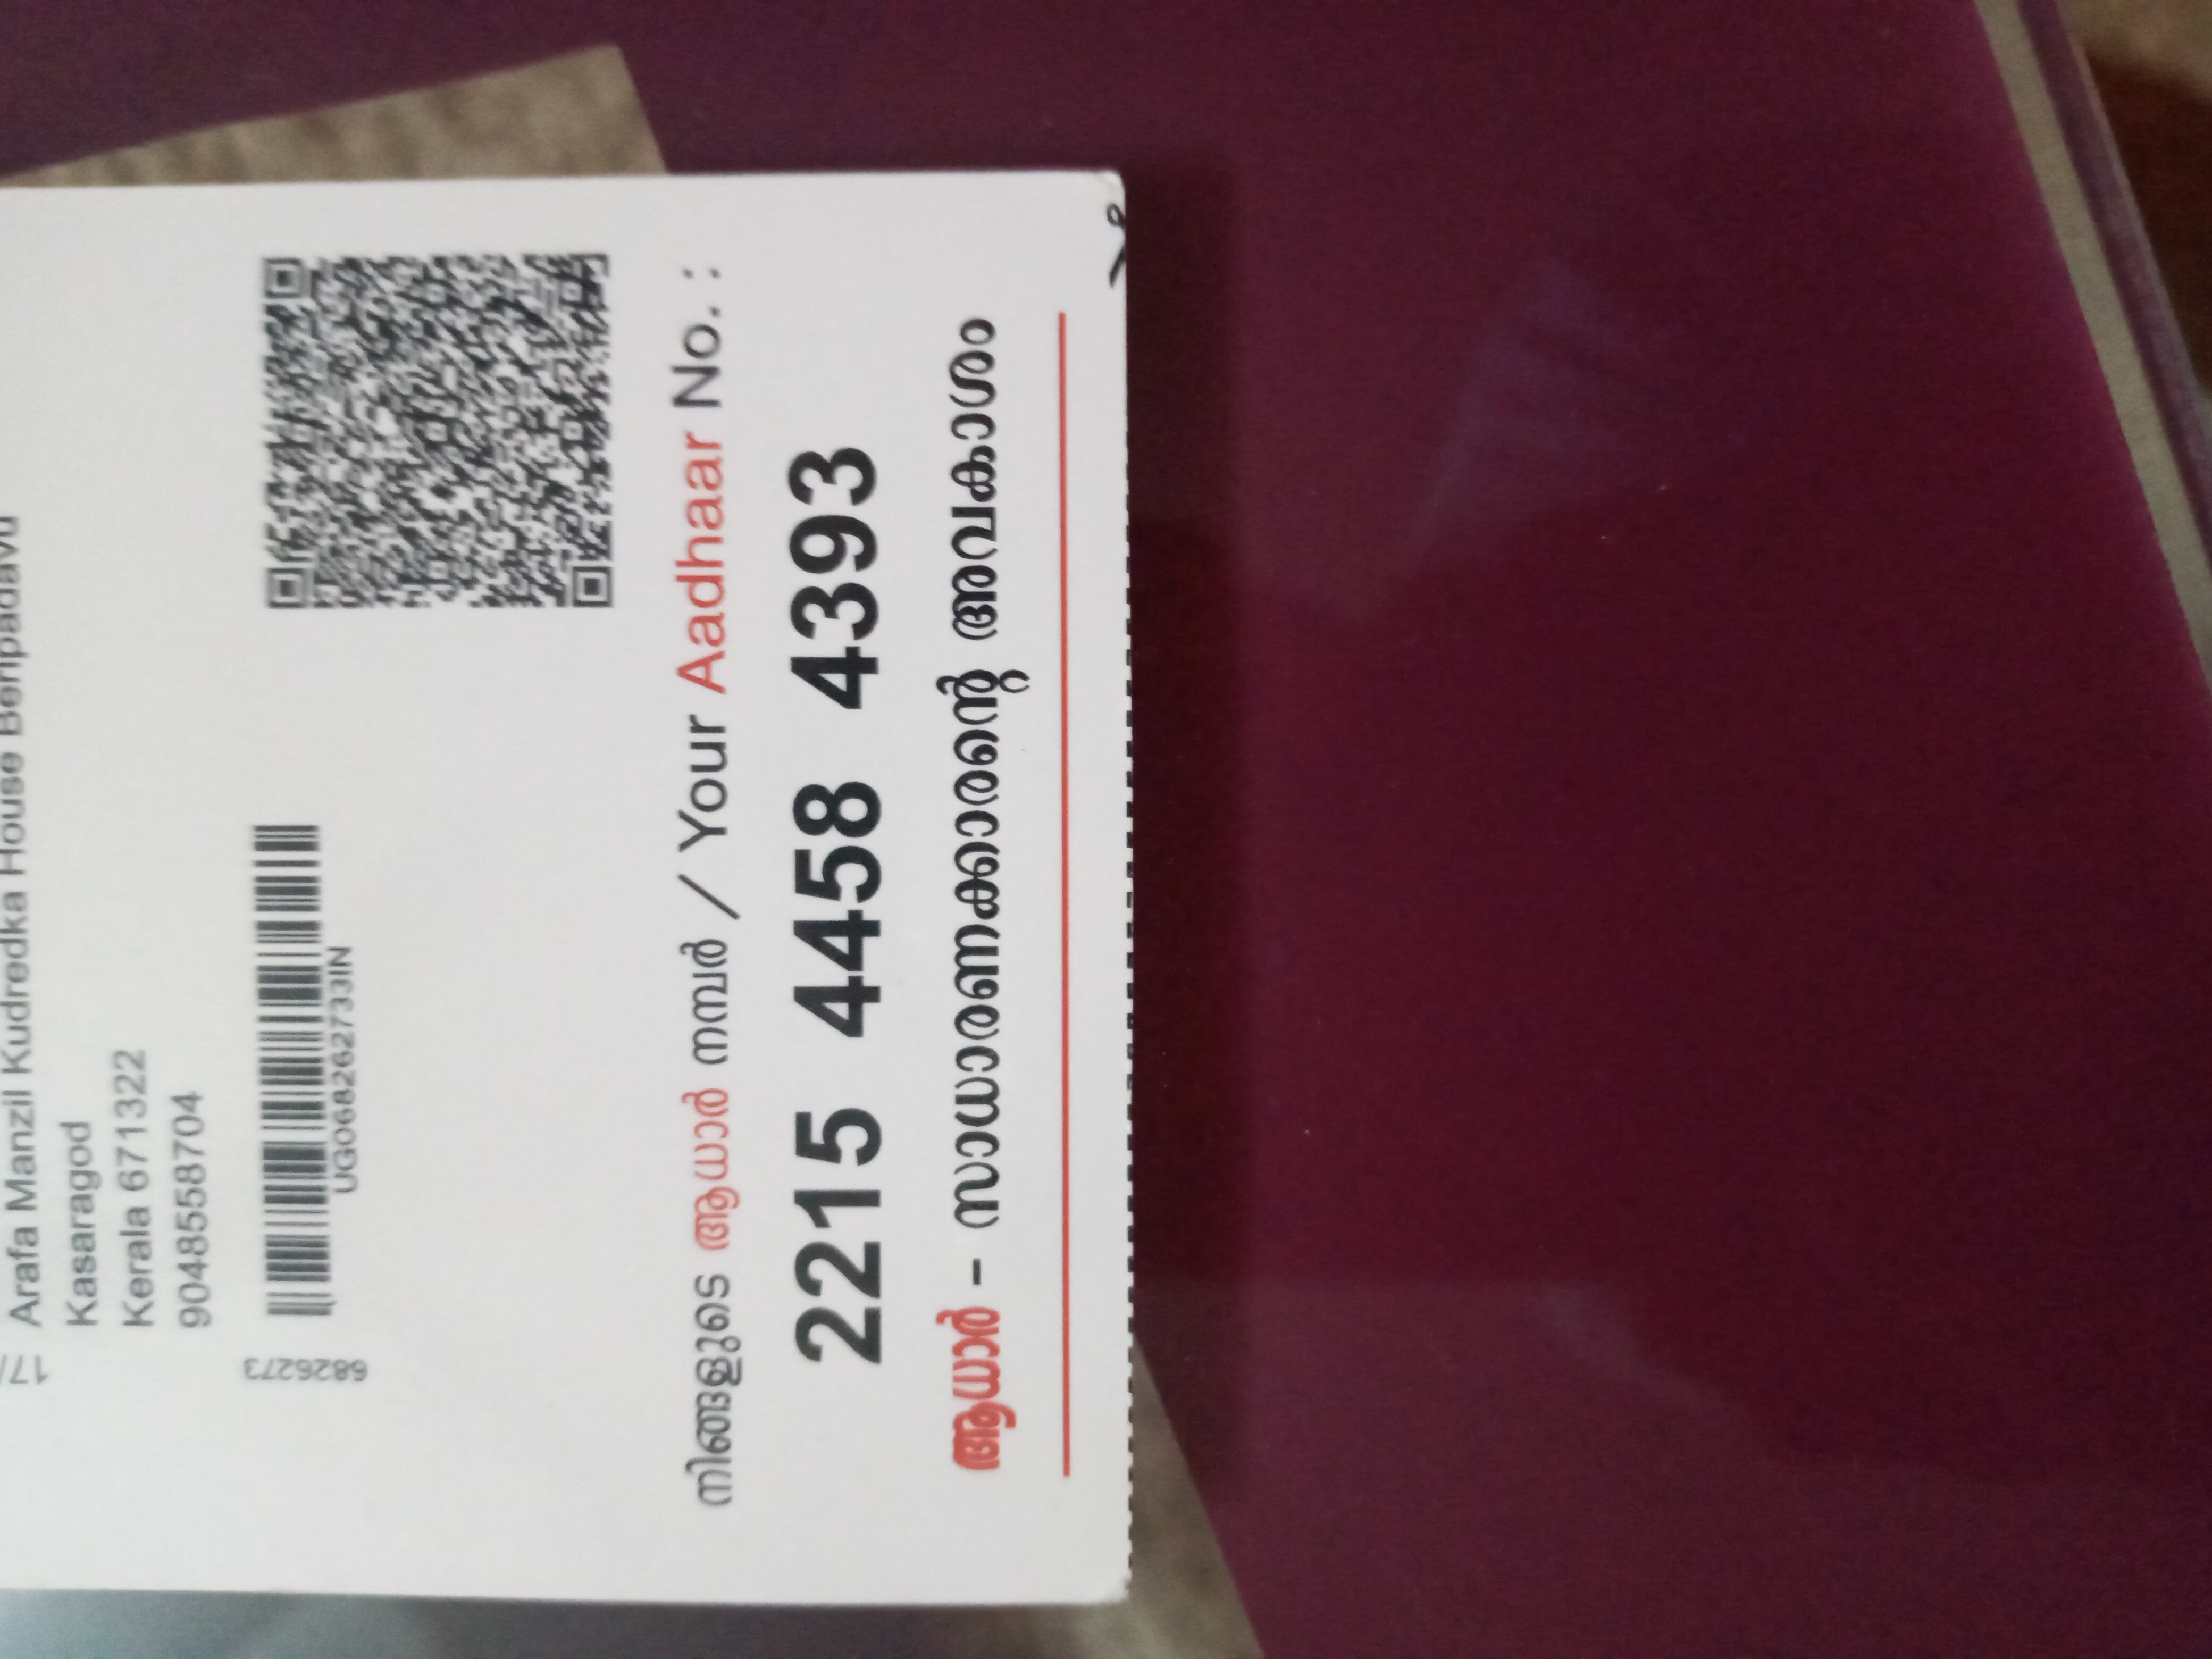 17/
Arafa Manzil Kudredka House Beripadavu
Kasaragod
Kerala 671322
9048558704
6826273
UG068262733IN
നിങ്ങളുടെ ആധാർ നമ്പർ / Your Aadhaar No. :
2215 4458 4393
ആധാർ - സാധാരണക്കാരന്റെ അവകാശം